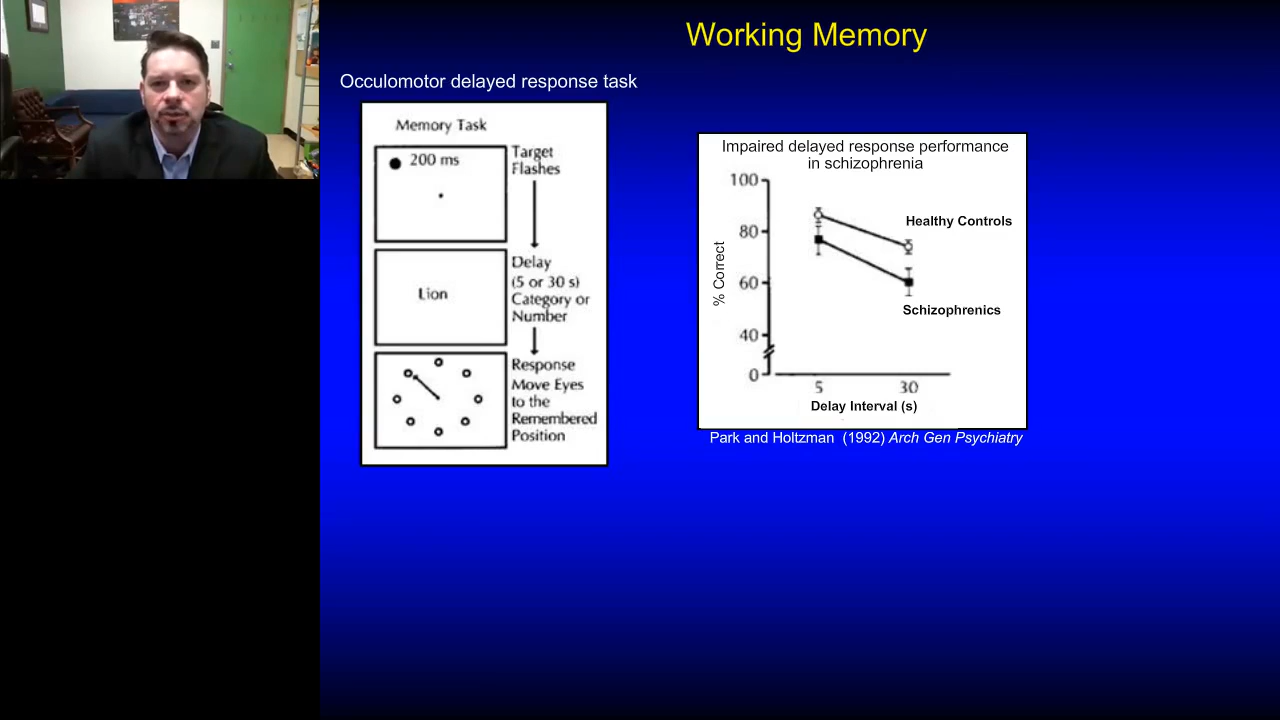 Working Memory
Occulomotor delayed response task
Memory Task
200 ms
Target
Flashes
Lion
Delay
(5 or 30 s)
Category or
Number
Response
Move Eyes
to the
Remembered
Position
Impaired delayed response performance
in schizophrenia
100
80
60
40
0
% Correct
Healthy Controls
Schizophrenics
5 30
Delay Interval (s)
Park and Holtzman (1992) Arch Gen Psychiatry